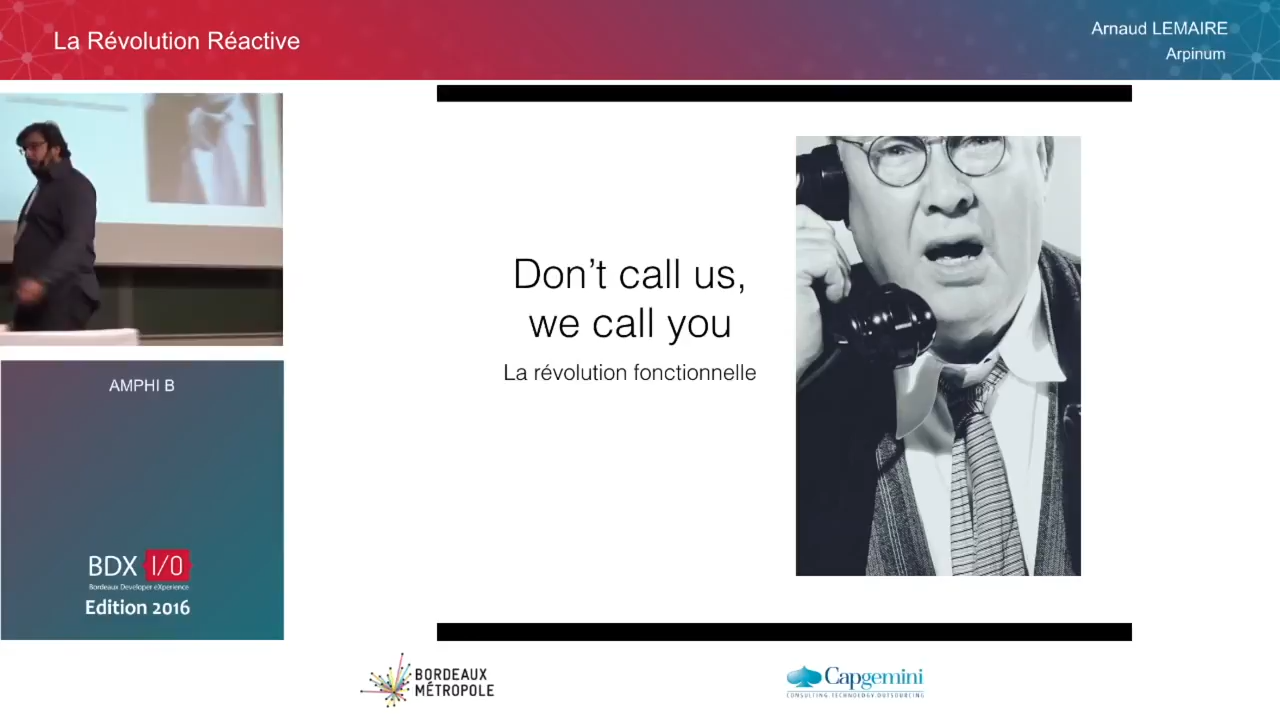 La Révolution Réactive
Arnaud LEMAIRE
Arpinum
Don't call us,
we call you
La révolution fonctionnelle
AMPHI B
BDX I/O
Bordeaux Developer eXperience
Edition 2016
BORDEAUX
MÉTROPOLE
Capgemini
CONSULTING.TECHNOLOGY.OUTSOURCING